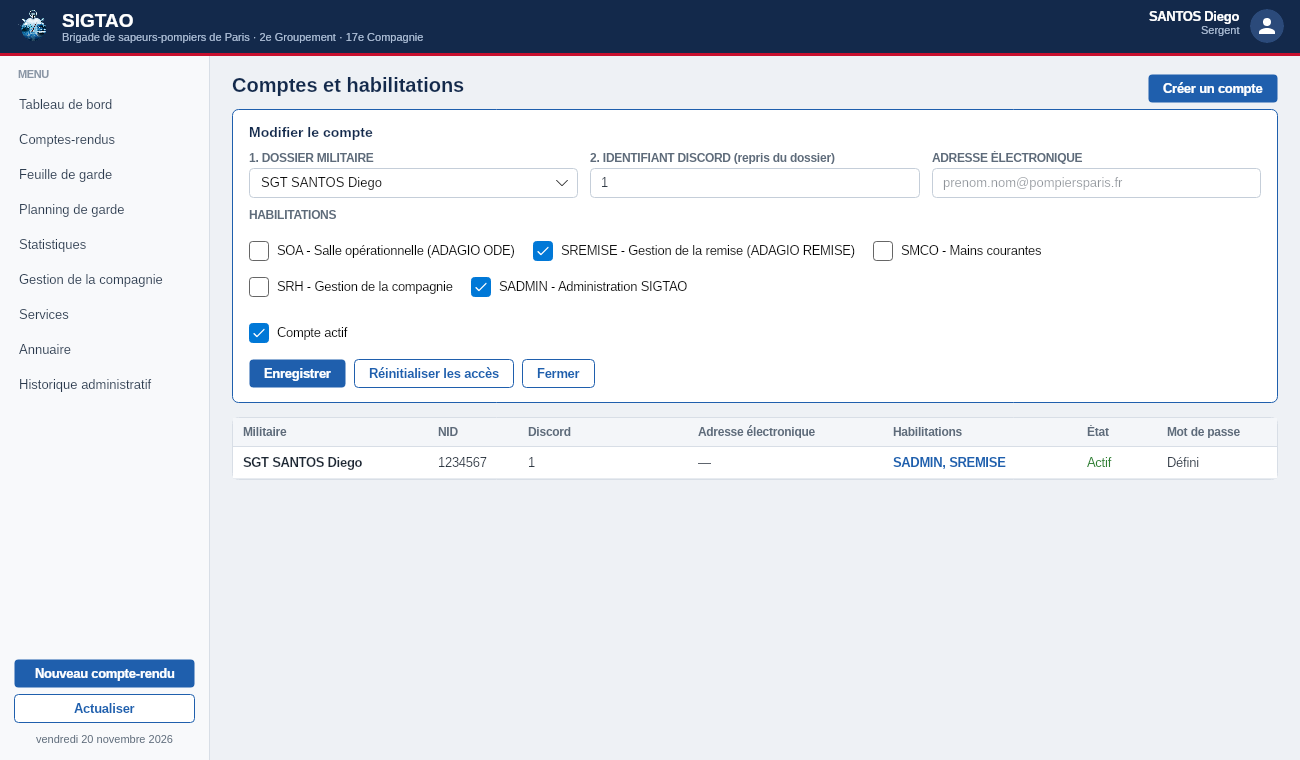 SIGTAO
Brigade de sapeurs-pompiers de Paris · 2e Groupement · 17e Compagnie
SANTOS Diego
Sergent
MENU
Tableau de bord
Comptes-rendus
Feuille de garde
Planning de garde
Statistiques
Gestion de la compagnie
Services
Annuaire
Historique administratif
Nouveau compte-rendu
Actualiser
vendredi 20 novembre 2026
Comptes et habilitations
Créer un compte
Modifier le compte
1. DOSSIER MILITAIRE
2. IDENTIFIANT DISCORD (repris du dossier)
ADRESSE ÉLECTRONIQUE
SGT SANTOS Diego
1
prenom.nom@pompiersparis.fr
HABILITATIONS
SOA - Salle opérationnelle (ADAGIO ODE)
SREMISE - Gestion de la remise (ADAGIO REMISE)
SMCO - Mains courantes
SRH - Gestion de la compagnie
SADMIN - Administration SIGTAO
Compte actif
Enregistrer
Réinitialiser les accès
Fermer
Militaire NID Discord Adresse électronique Habilitations État Mot de passe
SGT SANTOS Diego 1234567 1 — SADMIN, SREMISE Actif Défini